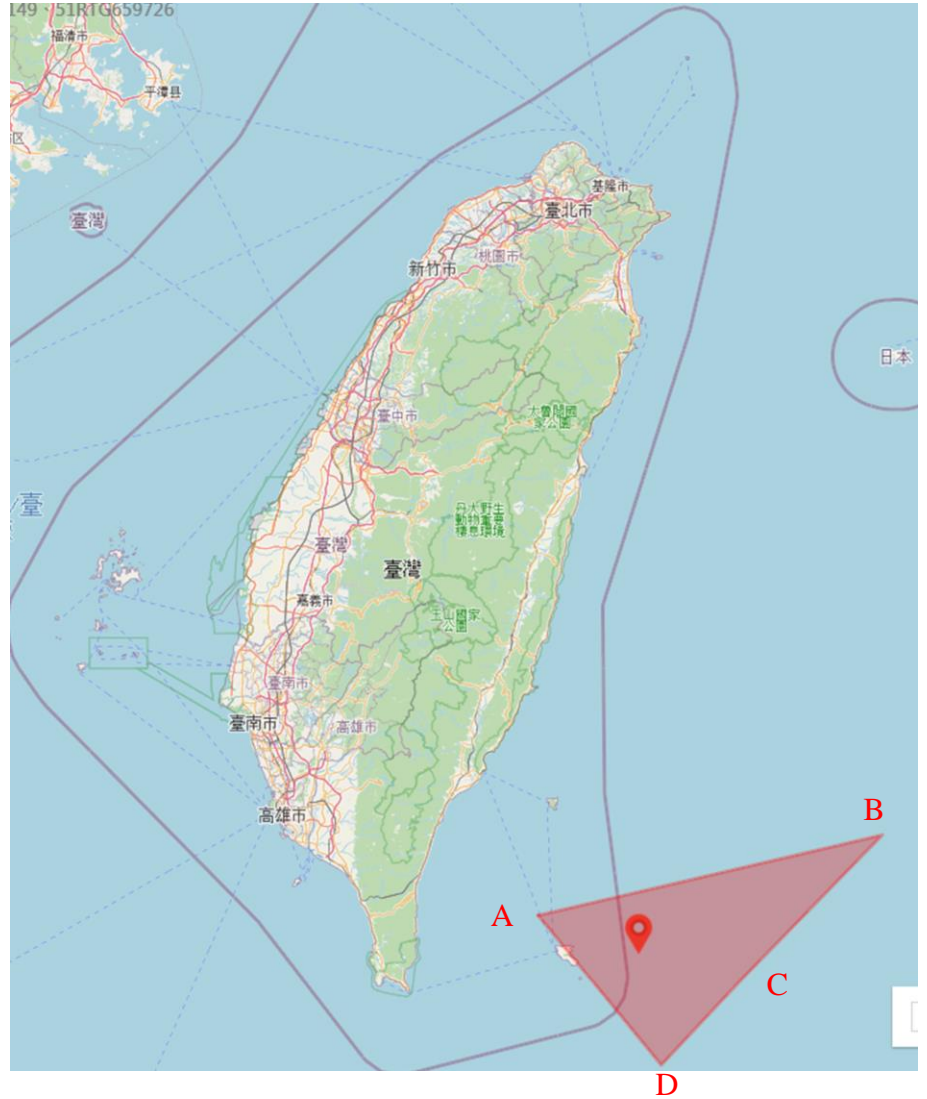 149、51RTG659726
福清市
平潭县
区
臺灣
基隆市
臺北市
桃園市
新竹市
日本
臺中市
太魯閣國
家公園
/臺
丹大野生
動物重要
棲息環境
臺灣
臺灣
嘉義市
玉山國家
公園
臺南市
臺南市
高雄市
高雄市
B
A
C
D